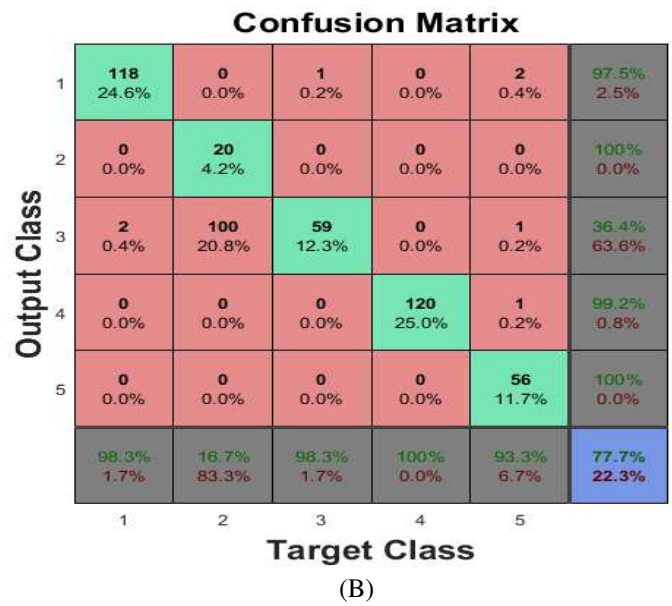 Confusion Matrix
118 0 1 0 2 97.5%
1
24.6% 0.0% 0.2% 0.0% 0.4% 2.5%
0 20 0 0 0 100%
2
0.0% 4.2% 0.0% 0.0% 0.0% 0.0%
2 100 59 0 1 36.4%
3
0.4% 20.8% 12.3% 0.0% 0.2% 63.6%
0 0 0 120 1 99.2%
4
0.0% 0.0% 0.0% 25.0% 0.2% 0.8%
0 0 0 0 56 100%
5
0.0% 0.0% 0.0% 0.0% 11.7% 0.0%
98.3% 16.7% 98.3% 100% 93.3% 77.7%
1.7% 83.3% 1.7% 0.0% 6.7% 22.3%
1 2 3 4 5
Output Class
Target Class
(B)